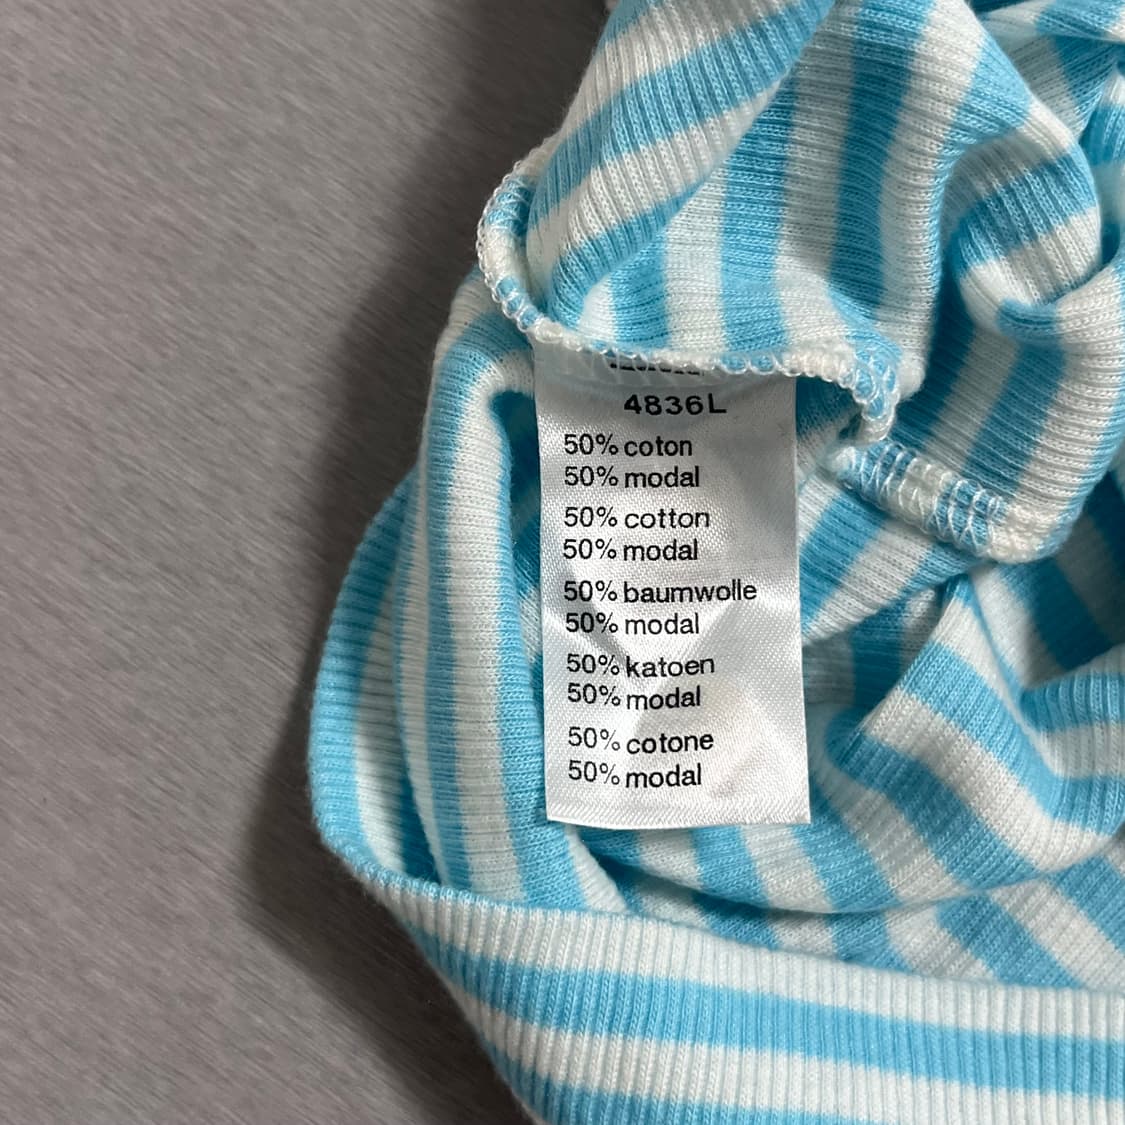 4836L
50% coton
50% modal
50% cotton
50% modal
50% baumwolle
50% modal
50% katoen
50% modal
50% cotone
50% modal